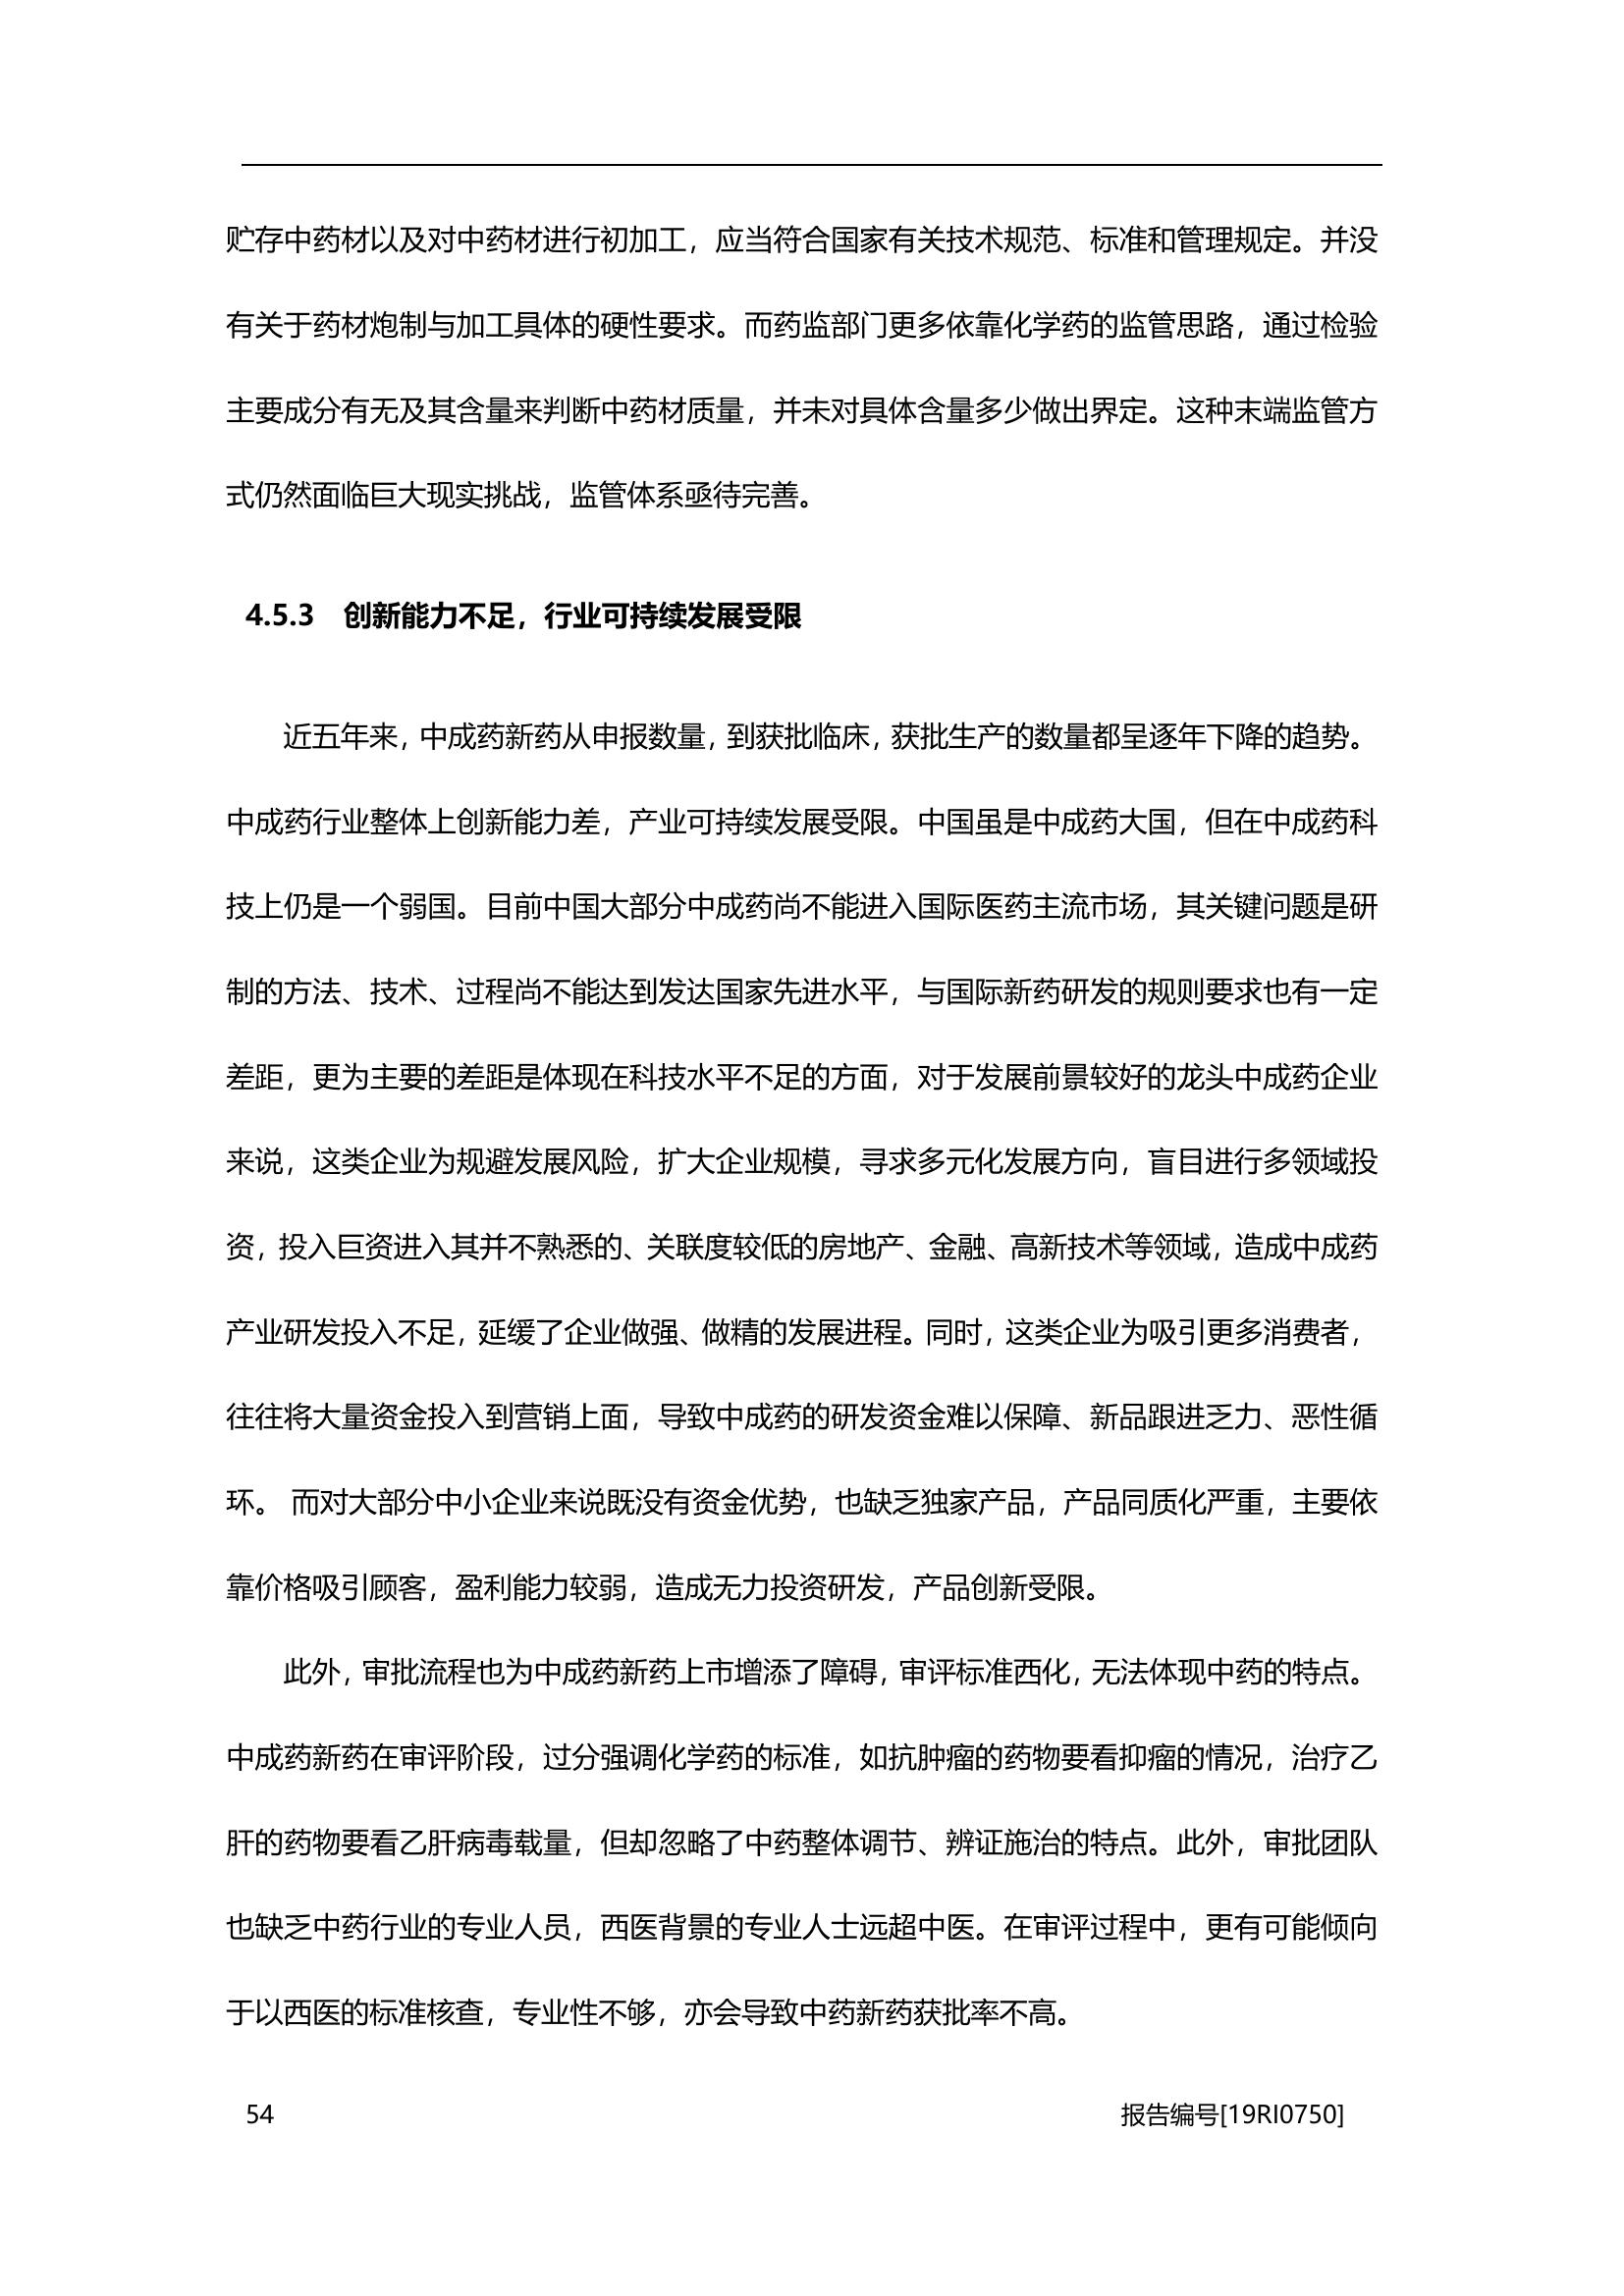 贮存中药材以及对中药材进行初加工，应当符合国家有关技术规范、标准和管理规定。并没
有关于药材炮制与加工具体的硬性要求。而药监部门更多依靠化学药的监管思路，通过检验
主要成分有无及其含量来判断中药材质量，并未对具体含量多少做出界定。这种末端监管方
式仍然面临巨大现实挑战，监管体系亟待完善。
4.5.3 创新能力不足，行业可持续发展受限
近五年来，中成药新药从申报数量，到获批临床，获批生产的数量都呈逐年下降的趋势。
中成药行业整体上创新能力差，产业可持续发展受限。中国虽是中成药大国，但在中成药科
技上仍是一个弱国。目前中国大部分中成药尚不能进入国际医药主流市场，其关键问题是研
制的方法、技术、过程尚不能达到发达国家先进水平，与国际新药研发的规则要求也有一定
差距，更为主要的差距是体现在科技水平不足的方面，对于发展前景较好的龙头中成药企业
来说，这类企业为规避发展风险，扩大企业规模，寻求多元化发展方向，盲目进行多领域投
资，投入巨资进入其并不熟悉的、关联度较低的房地产、金融、高新技术等领域，造成中成药
产业研发投入不足，延缓了企业做强、做精的发展进程。同时，这类企业为吸引更多消费者，
往往将大量资金投入到营销上面，导致中成药的研发资金难以保障、新品跟进乏力、恶性循
环。 而对大部分中小企业来说既没有资金优势，也缺乏独家产品，产品同质化严重，主要依
靠价格吸引顾客，盈利能力较弱，造成无力投资研发，产品创新受限。
此外，审批流程也为中成药新药上市增添了障碍，审评标准西化，无法体现中药的特点。
中成药新药在审评阶段，过分强调化学药的标准，如抗肿瘤的药物要看抑瘤的情况，治疗乙
肝的药物要看乙肝病毒载量，但却忽略了中药整体调节、辨证施治的特点。此外，审批团队
也缺乏中药行业的专业人员，西医背景的专业人士远超中医。在审评过程中，更有可能倾向
于以西医的标准核查，专业性不够，亦会导致中药新药获批率不高。
54 报告编号[19RI0750]